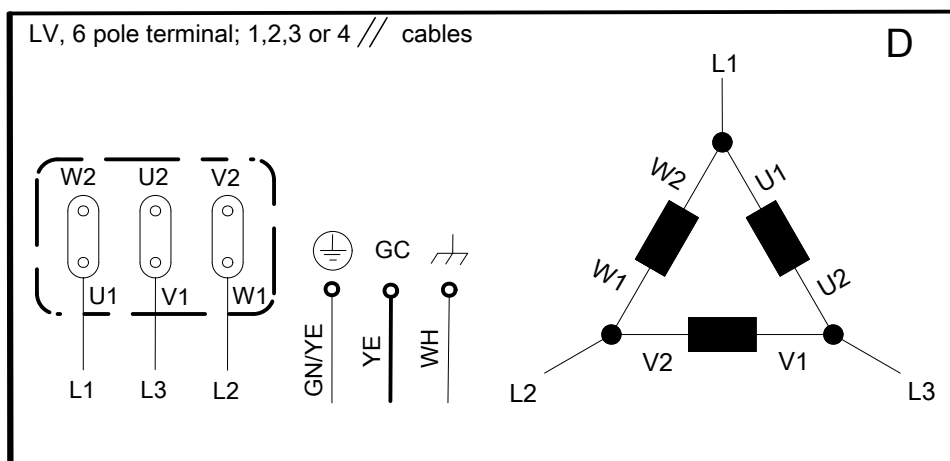 LV, 6 pole terminal; 1,2,3 or 4 // cables
D
W2 U2 V2
U1 V1 W1
L1 L3 L2
GC
GN/YE YE WH
L1
W2 U1
W1 U2
V2 V1
L2 L3